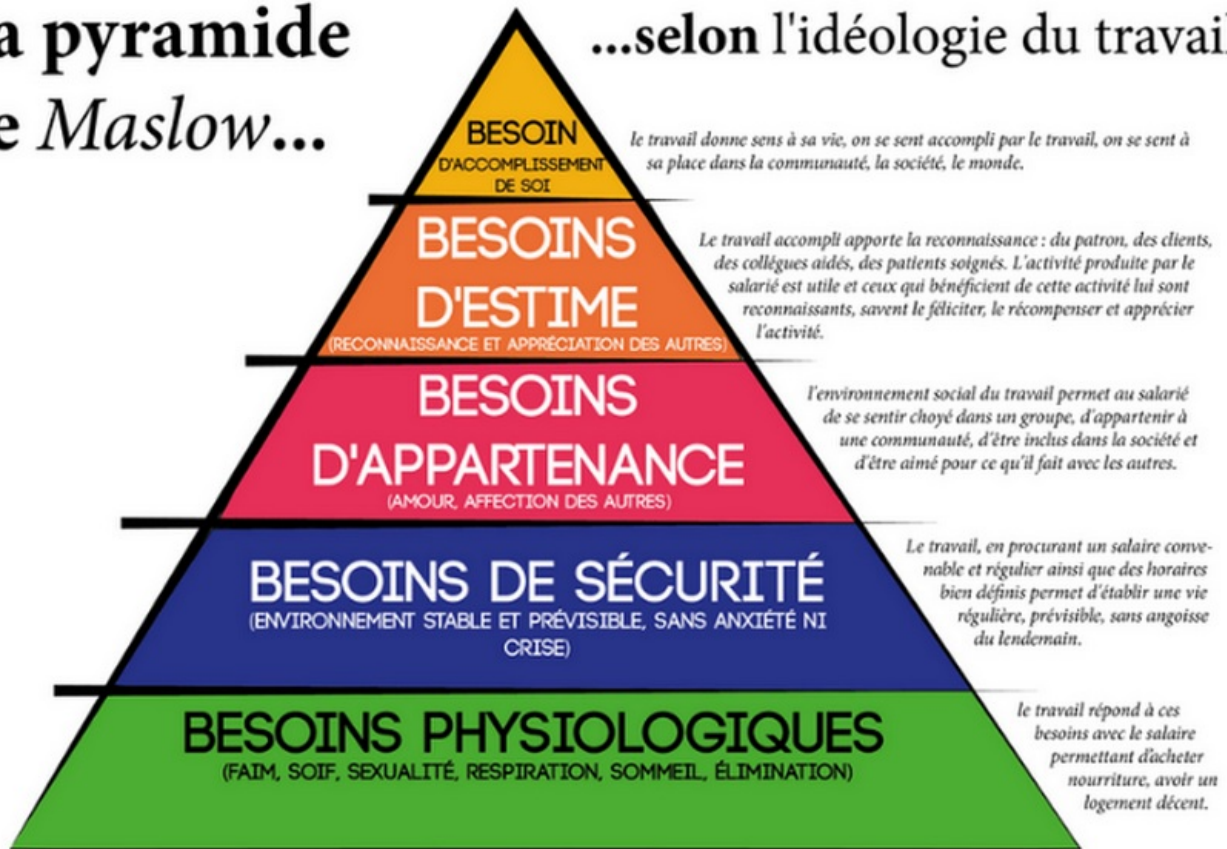 a pyramide
e Maslow...
...selon l'idéologie du travail
BESOIN
D'ACCOMPLISSEMENT
DE SOI
le travail donne sens à sa vie, on se sent accompli par le travail, on se sent à
sa place dans la communauté, la société, le monde.
BESOINS
D'ESTIME
(RECONNAISSANCE ET APPRÉCIATION DES AUTRES)
Le travail accompli apporte la reconnaissance : du patron, des clients,
des collégues aidés, des patients soignés. L'activité produite par le
salarié est utile et ceux qui bénéficient de cette activité lui sont
reconnaissants, savent le féliciter, le récompenser et apprécier
l'activité.
BESOINS
D'APPARTENANCE
(AMOUR, AFFECTION DES AUTRES)
l'environnement social du travail permet au salarié
de se sentir choyé dans un groupe, d'appartenir à
une communauté, d'être inclus dans la société et
d'être aimé pour ce qu'il fait avec les autres.
BESOINS DE SÉCURITÉ
(ENVIRONNEMENT STABLE ET PRÉVISIBLE, SANS ANXIÉTÉ NI
CRISE)
Le travail, en procurant un salaire conve-
nable et régulier ainsi que des horaires
bien définis permet d'établir une vie
régulière, prévisible, sans angoisse
du lendemain.
BESOINS PHYSIOLOGIQUES
(FAIM, SOIF, SEXUALITÉ, RESPIRATION, SOMMEIL, ÉLIMINATION)
le travail répond à ces
besoins avec le salaire
permettant d'acheter
nourriture, avoir un
logement décent.